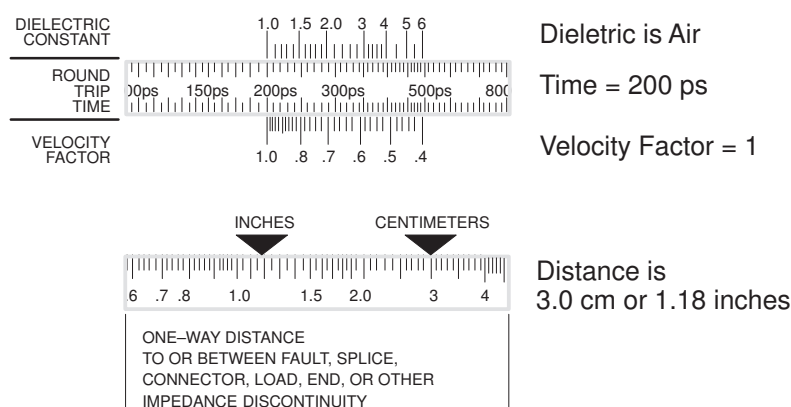 DIELECTRIC
CONSTANT
1.0 1.5 2.0 3 4 5 6
Dieletric is Air
ROUND
TRIP
TIME
00ps 150ps 200ps 300ps 500ps 800
Time = 200 ps
VELOCITY
FACTOR
1.0 .8 .7 .6 .5 .4
Velocity Factor = 1
INCHES CENTIMETERS
.6 .7 .8 1.0 1.5 2.0 3 4
Distance is
3.0 cm or 1.18 inches
ONE–WAY DISTANCE
TO OR BETWEEN FAULT, SPLICE,
CONNECTOR, LOAD, END, OR OTHER
IMPEDANCE DISCONTINUITY